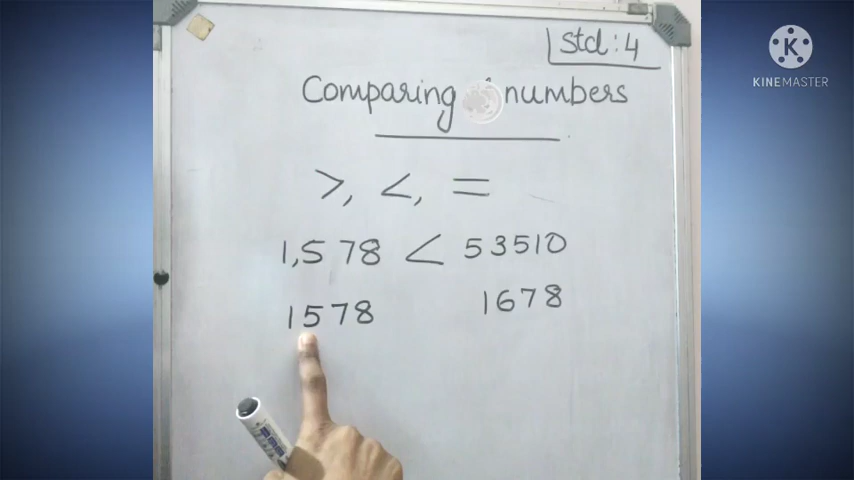 Std : 4
K
KINEMASTER
Comparing numbers
>, <, =
1,578 < 53510
1578 1678